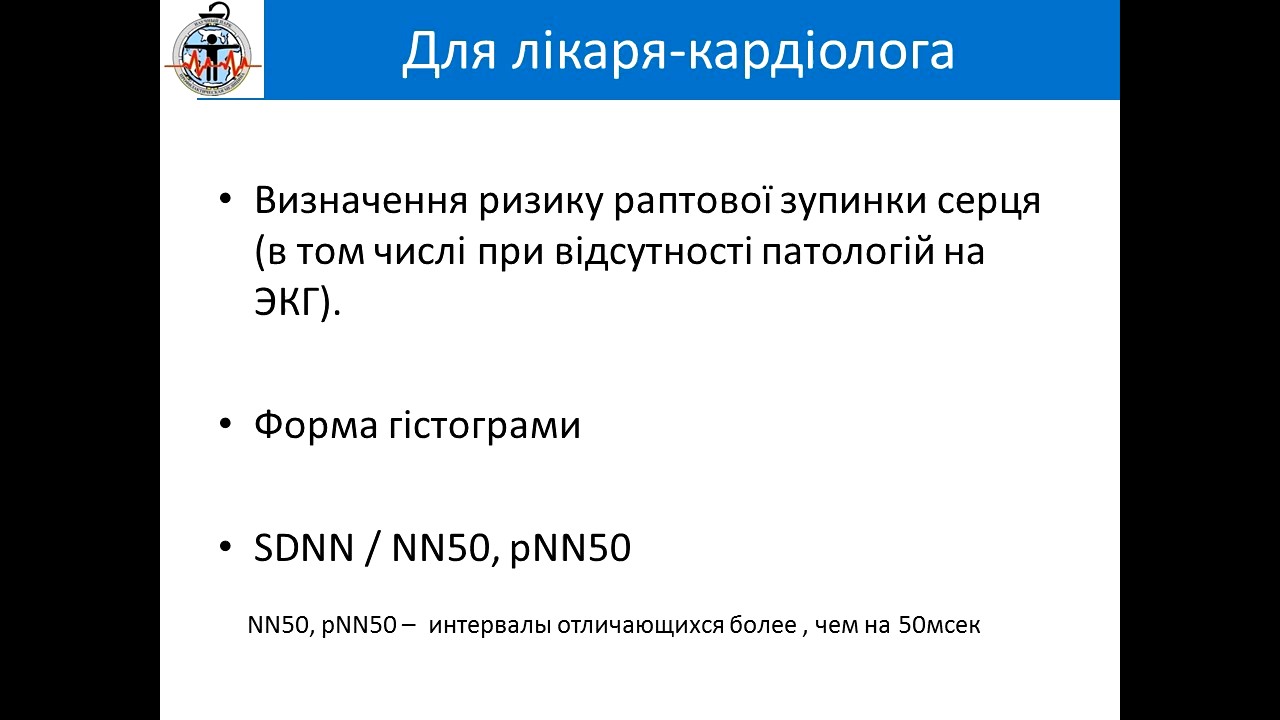 Для лікаря-кардіолога
• Визначення ризику раптової зупинки серця
(в том числі при відсутності патологій на
ЭКГ).
• Форма гістограми
• SDNN / NN50, pNN50
NN50, pNN50 – интервалы отличающихся более , чем на 50мсек